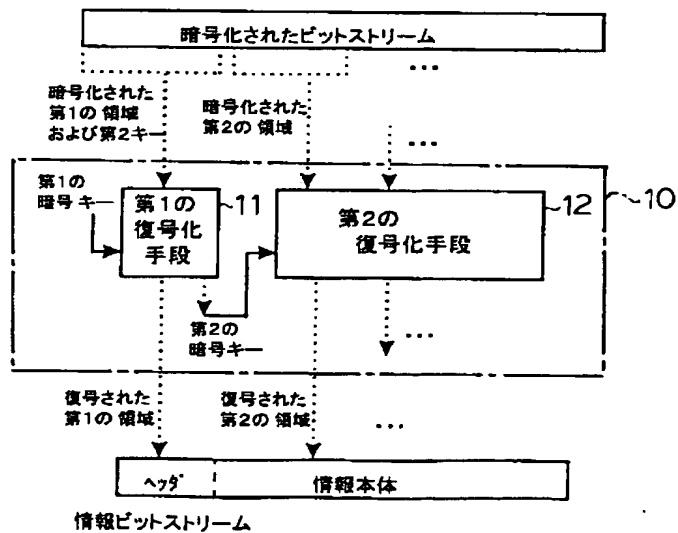 暗号化されたビットストリーム
...
暗号化された
第1の 領域
および第2キー
暗号化された
第2の 領域
...
第1の
暗号 キー
第1の
復号化
手段
11
第2の
復号化手段
12
10
第2の
暗号キー
...
復号された
第1の 領域
復号された
第2の 領域
...
ヘッダ
情報本体
情報ビットストリーム